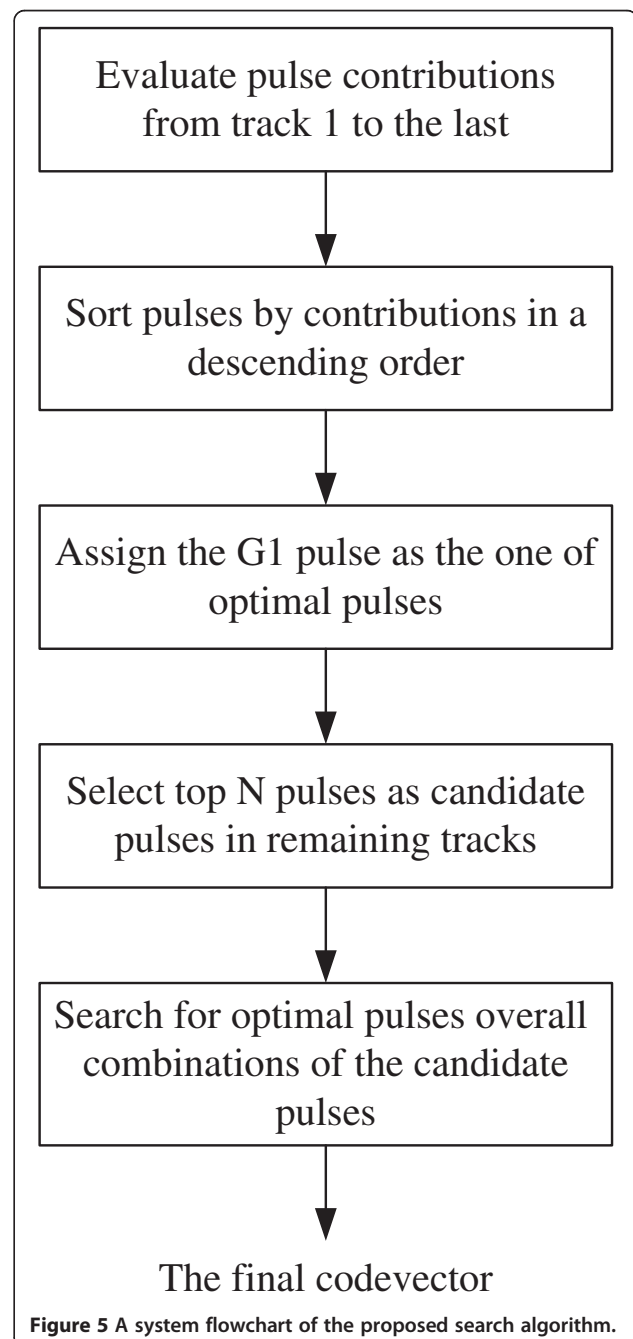 Evaluate pulse contributions
from track 1 to the last
Sort pulses by contributions in a
descending order
Assign the G1 pulse as the one of
optimal pulses
Select top N pulses as candidate
pulses in remaining tracks
Search for optimal pulses overall
combinations of the candidate
pulses
The final codevector
Figure 5 A system flowchart of the proposed search algorithm.